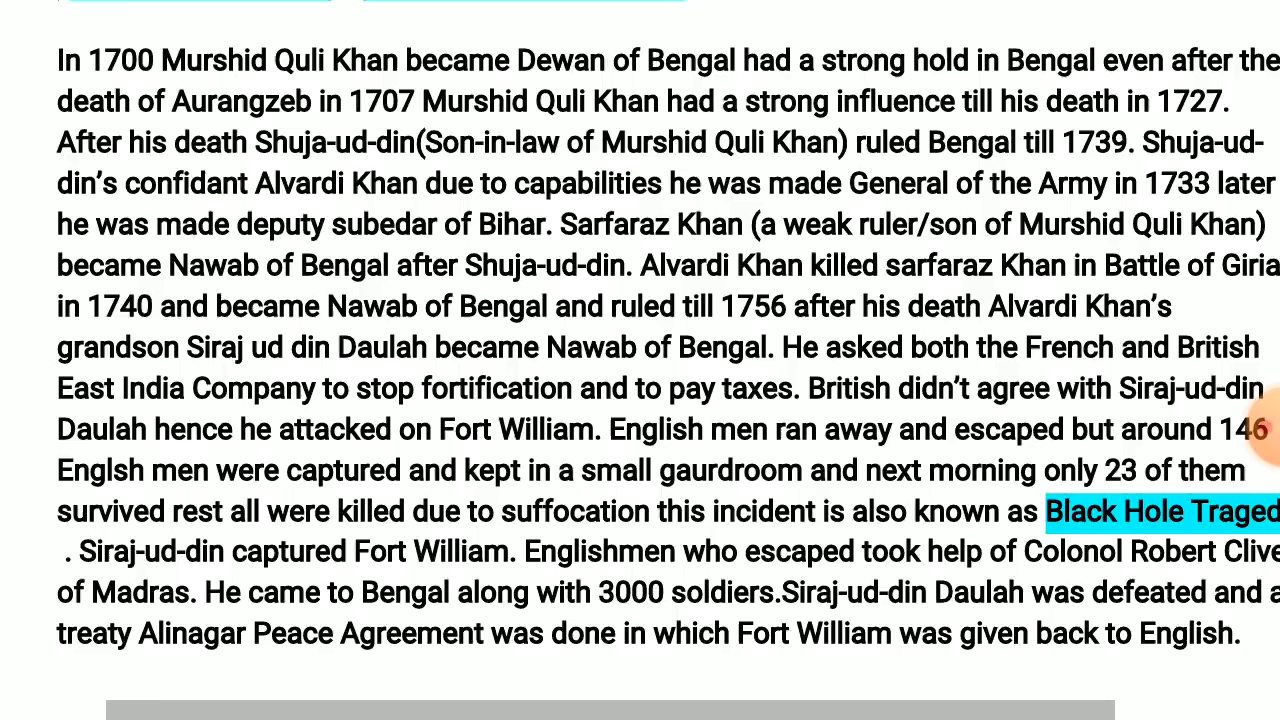 In 1700 Murshid Quli Khan became Dewan of Bengal had a strong hold in Bengal even after the
death of Aurangzeb in 1707 Murshid Quli Khan had a strong influence till his death in 1727.
After his death Shuja-ud-din(Son-in-law of Murshid Quli Khan) ruled Bengal till 1739. Shuja-ud-
din’s confidant Alvardi Khan due to capabilities he was made General of the Army in 1733 later
he was made deputy subedar of Bihar. Sarfaraz Khan (a weak ruler/son of Murshid Quli Khan)
became Nawab of Bengal after Shuja-ud-din. Alvardi Khan killed sarfaraz Khan in Battle of Giria
in 1740 and became Nawab of Bengal and ruled till 1756 after his death Alvardi Khan’s
grandson Siraj ud din Daulah became Nawab of Bengal. He asked both the French and British
East India Company to stop fortification and to pay taxes. British didn’t agree with Siraj-ud-din
Daulah hence he attacked on Fort William. English men ran away and escaped but around 146
Englsh men were captured and kept in a small gaurdroom and next morning only 23 of them
survived rest all were killed due to suffocation this incident is also known as Black Hole Traged
. Siraj-ud-din captured Fort William. Englishmen who escaped took help of Colonol Robert Clive
of Madras. He came to Bengal along with 3000 soldiers.Siraj-ud-din Daulah was defeated and a
treaty Alinagar Peace Agreement was done in which Fort William was given back to English.